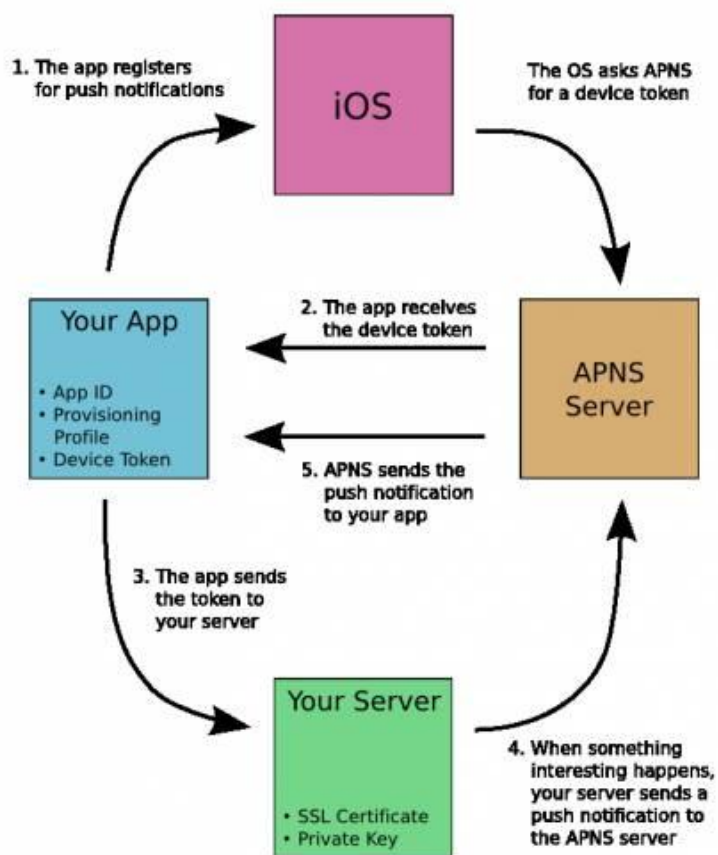 1. The app registers
for push notifications
iOS
The OS asks APNS
for a device token
Your App
• App ID
• Provisioning
Profile
• Device Token
2. The app receives
the device token
APNS
Server
5. APNS sends the
push notification
to your app
3. The app sends
the token to
your server
Your Server
• SSL Certificate
• Private Key
4. When something
interesting happens,
your server sends a
push notification to
the APNS server